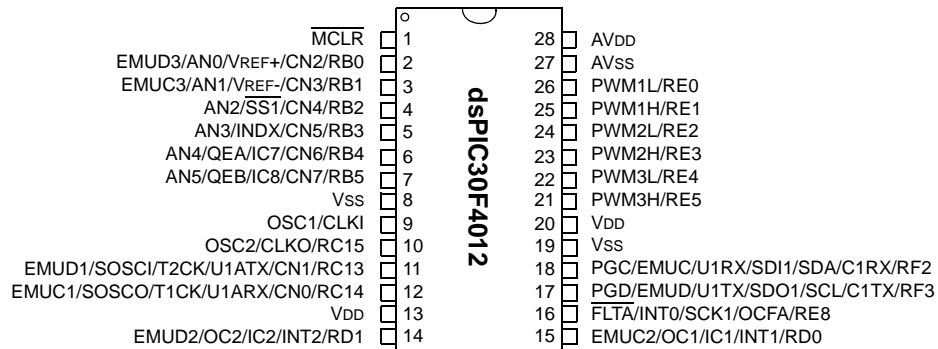 MCLR 1 28 AVDD
EMUD3/AN0/VREF+/CN2/RB0 2 27 AVSS
EMUC3/AN1/VREF-/CN3/RB1 3 26 PWM1L/RE0
AN2/SS1/CN4/RB2 4 25 PWM1H/RE1
AN3/INDX/CN5/RB3 5 24 PWM2L/RE2
AN4/QEA/IC7/CN6/RB4 6 23 PWM2H/RE3
AN5/QEB/IC8/CN7/RB5 7 22 PWM3L/RE4
VSS 8 21 PWM3H/RE5
OSC1/CLKI 9 20 VDD
OSC2/CLKO/RC15 10 19 VSS
EMUD1/SOSCI/T2CK/U1ATX/CN1/RC13 11 18 PGC/EMUC/U1RX/SDI1/SDA/C1RX/RF2
EMUC1/SOSCO/T1CK/U1ARX/CN0/RC14 12 17 PGD/EMUD/U1TX/SDO1/SCL/C1TX/RF3
VDD 13 16 FLTA/INT0/SCK1/OCFA/RE8
EMUD2/OC2/IC2/INT2/RD1 14 15 EMUC2/OC1/IC1/INT1/RD0
dsPIC30F4012